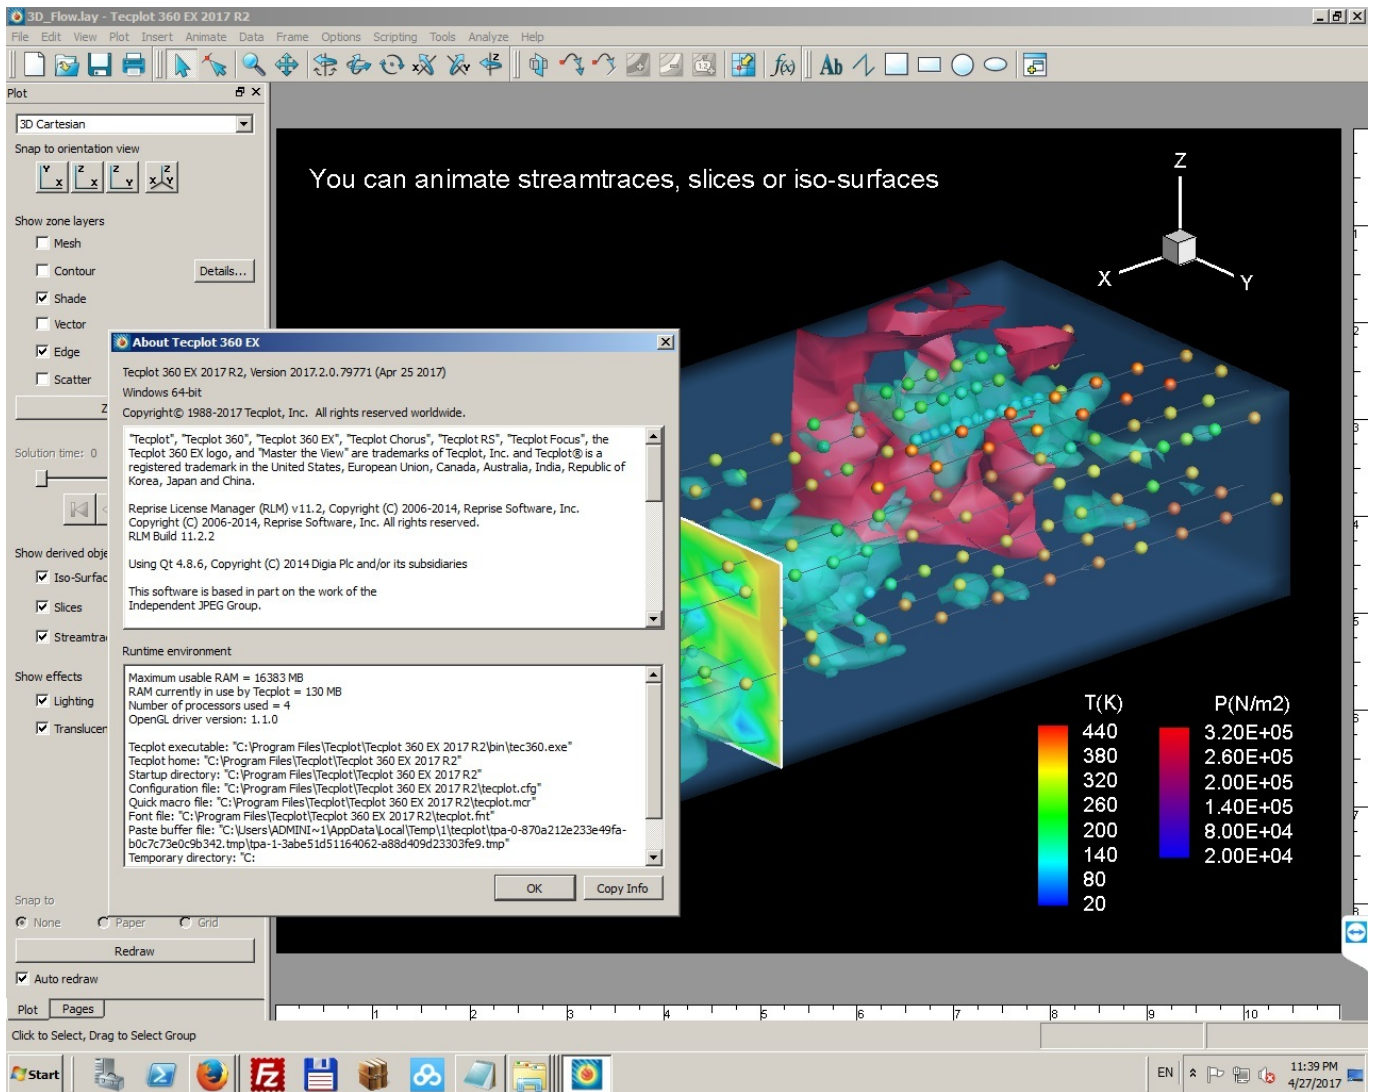 3D_Flow.lay - Tecplot 360 EX 2017 R2
File Edit View Plot Insert Animate Data Frame Options Scripting Tools Analyze Help
Plot
3D Cartesian
Snap to orientation view
Show zone layers
Mesh
Contour
Details...
Shade
Vector
Edge
Scatter
Z
Solution time: 0
Show derived obje
Iso-Surfac
Slices
Streamtra
Show effects
Lighting
Translucen
Snap to
None Paper Grid
Redraw
Auto redraw
Plot Pages
Click to Select, Drag to Select Group
About Tecplot 360 EX
Tecplot 360 EX 2017 R2, Version 2017.2.0.79771 (Apr 25 2017)
Windows 64-bit
Copyright© 1988-2017 Tecplot, Inc. All rights reserved worldwide.
"Tecplot", "Tecplot 360", "Tecplot 360 EX", "Tecplot Chorus", "Tecplot RS", "Tecplot Focus", the
Tecplot 360 EX logo, and "Master the View" are trademarks of Tecplot, Inc. and Tecplot® is a
registered trademark in the United States, European Union, Canada, Australia, India, Republic of
Korea, Japan and China.
Reprise License Manager (RLM) v11.2, Copyright (C) 2006-2014, Reprise Software, Inc.
Copyright (C) 2006-2014, Reprise Software, Inc. All rights reserved.
RLM Build 11.2.2
Using Qt 4.8.6, Copyright (C) 2014 Digia Plc and/or its subsidiaries
This software is based in part on the work of the
Independent JPEG Group.
Runtime environment
Maximum usable RAM = 16383 MB
RAM currently in use by Tecplot = 130 MB
Number of processors used = 4
OpenGL driver version: 1.1.0
Tecplot executable: "C:\Program Files\Tecplot\Tecplot 360 EX 2017 R2\bin\tec360.exe"
Tecplot home: "C:\Program Files\Tecplot\Tecplot 360 EX 2017 R2"
Startup directory: "C:\Program Files\Tecplot\Tecplot 360 EX 2017 R2"
Configuration file: "C:\Program Files\Tecplot\Tecplot 360 EX 2017 R2\tecplot.cfg"
Quick macro file: "C:\Program Files\Tecplot\Tecplot 360 EX 2017 R2\tecplot.mcr"
Font file: "C:\Program Files\Tecplot\Tecplot 360 EX 2017 R2\tecplot.fnt"
Paste buffer file: "C:\Users\ADMINI~1\AppData\Local\Temp\1\tecplot\tpa-0-870a212e233e49fa-
b0c7c73e0c9b342.tmp\tpa-1-3abe51d51164062-a88d409d23303fe9.tmp"
Temporary directory: "C:
OK Copy Info
You can animate streamtraces, slices or iso-surfaces
Z
X
Y
T(K) P(N/m2)
440 3.20E+05
380 2.60E+05
320 2.00E+05
260 1.40E+05
200 8.00E+04
140 2.00E+04
80
20
1 2 3 4 5 6 7 8 9 10
1
2
3
4
5
6
7
8
Start
EN
11:39 PM
4/27/2017